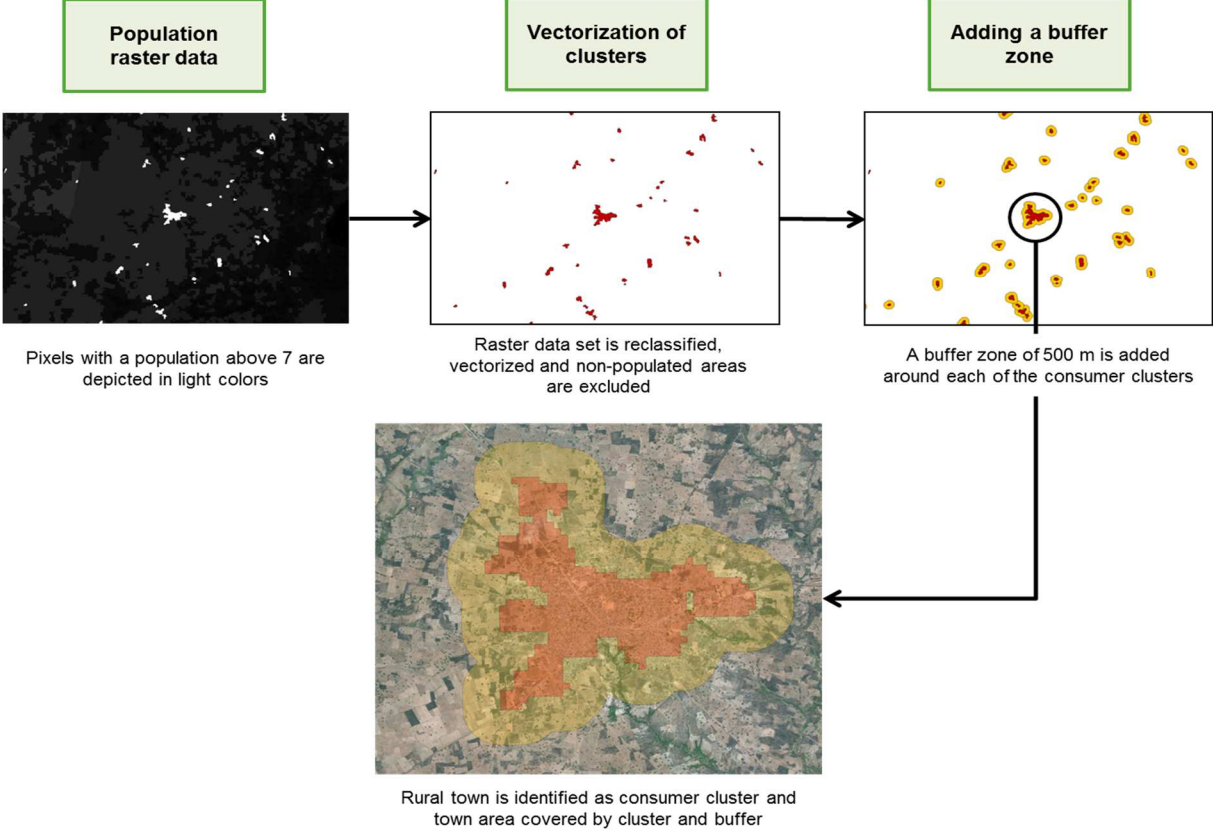 Population
raster data
Vectorization of
clusters
Adding a buffer
zone
Pixels with a population above 7 are
depicted in light colors
Raster data set is reclassified,
vectorized and non-populated areas
are excluded
A buffer zone of 500 m is added
around each of the consumer clusters
Rural town is identified as consumer cluster and
town area covered by cluster and buffer